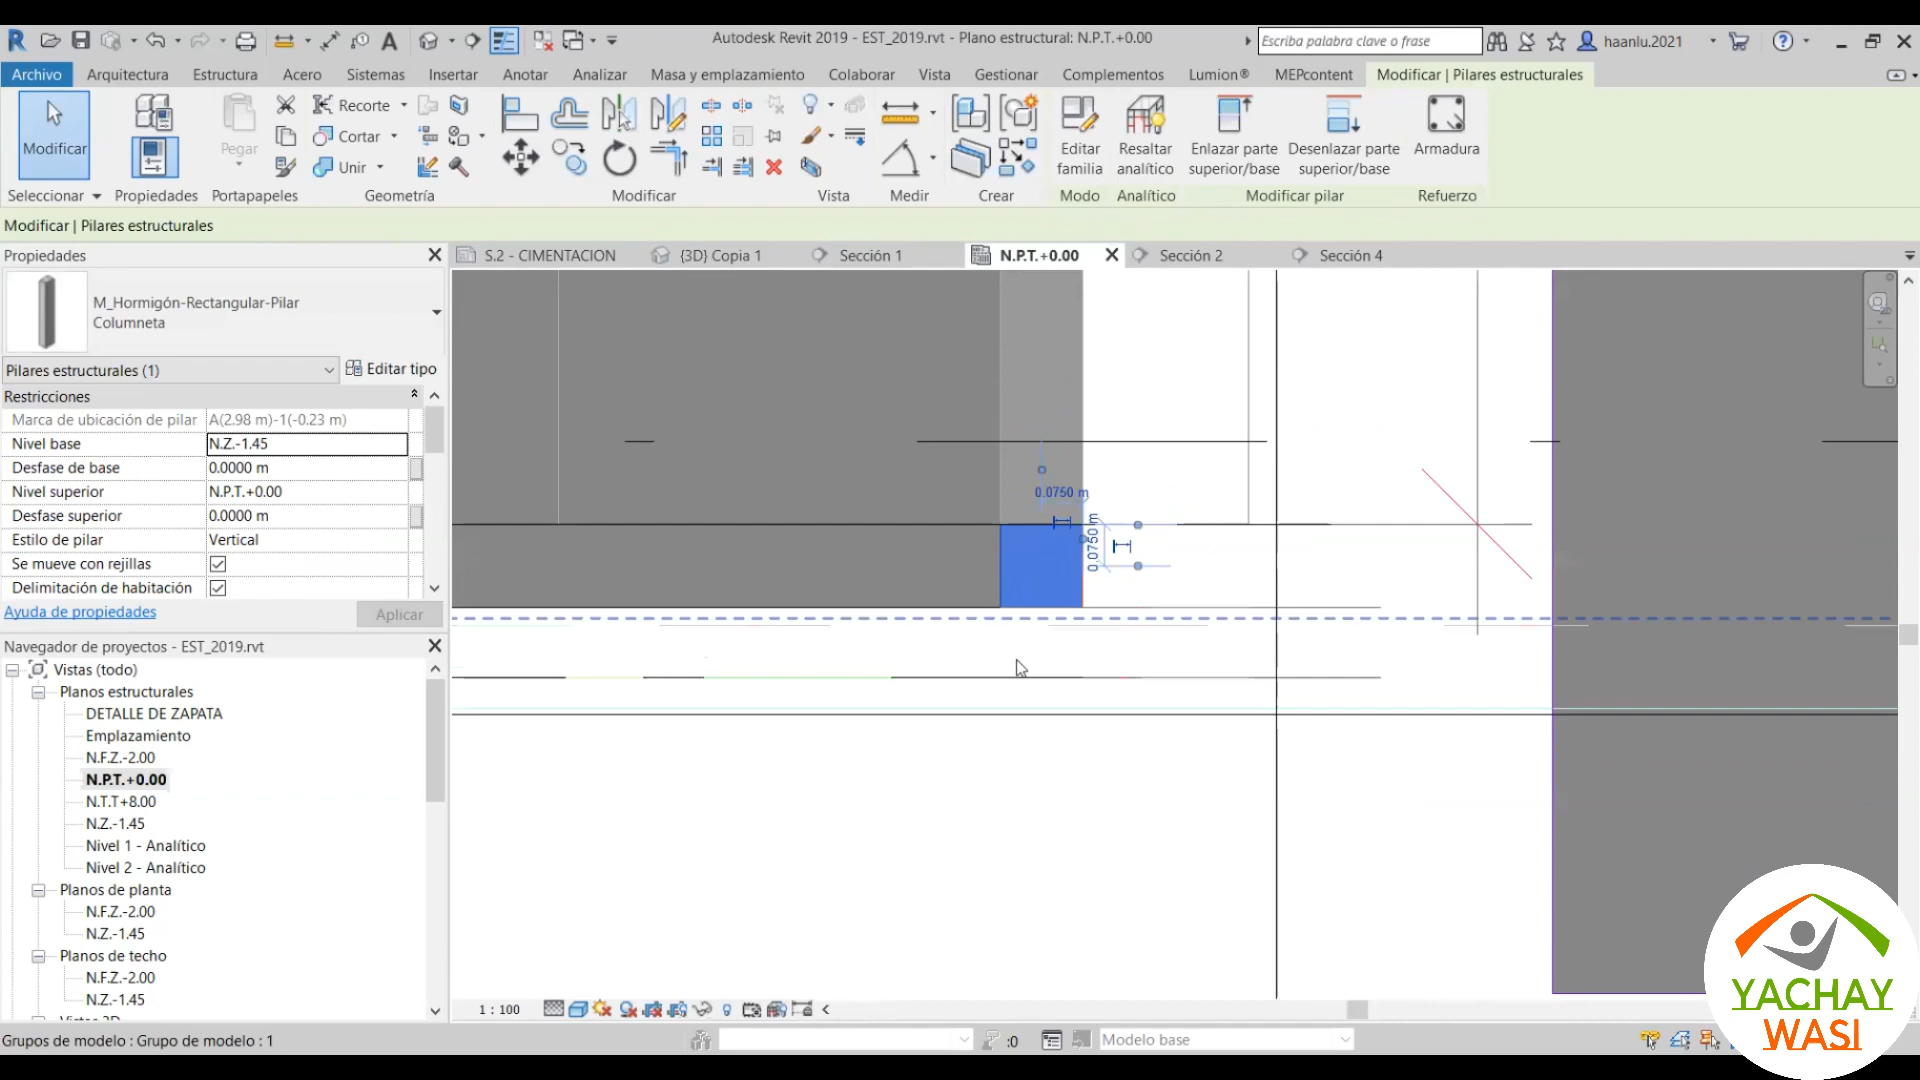 Autodesk Revit 2019 - EST_2019.rvt - Plano estructural: N.P.T.+0.00
Escriba palabra clave o frase
haanlu.2021
Archivo Arquitectura Estructura Acero Sistemas Insertar Anotar Analizar Masa y emplazamiento Colaborar Vista Gestionar Complementos Lumion® MEPcontent Modificar | Pilares estructurales
Modificar
Pegar
Recorte
Cortar
Unir
Editar familia
Resaltar analítico
Enlazar parte superior/base
Desenlazar parte superior/base
Armadura
Seleccionar Propiedades Portapapeles Geometría Modificar Vista Medir Crear Modo Analítico Modificar pilar Refuerzo
Modificar | Pilares estructurales
Propiedades
S.2 - CIMENTACION {3D} Copia 1 Sección 1 N.P.T.+0.00 Sección 2 Sección 4
M_Hormigón-Rectangular-Pilar
Columneta
Pilares estructurales (1) Editar tipo
Restricciones
Marca de ubicación de pilar A(2.98 m)-1(-0.23 m)
Nivel base N.Z.-1.45
Desfase de base 0.0000 m
Nivel superior N.P.T.+0.00
Desfase superior 0.0000 m
Estilo de pilar Vertical
Se mueve con rejillas
Delimitación de habitación
Ayuda de propiedades Aplicar
0.0750 m
0.0750 m
Navegador de proyectos - EST_2019.rvt
Vistas (todo)
Planos estructurales
DETALLE DE ZAPATA
Emplazamiento
N.F.Z.-2.00
N.P.T.+0.00
N.T.T+8.00
N.Z.-1.45
Nivel 1 - Analítico
Nivel 2 - Analítico
Planos de planta
N.F.Z.-2.00
N.Z.-1.45
Planos de techo
N.F.Z.-2.00
N.Z.-1.45
1 : 100
Grupos de modelo : Grupo de modelo : 1
:0
Modelo base
YACHAY
WASI